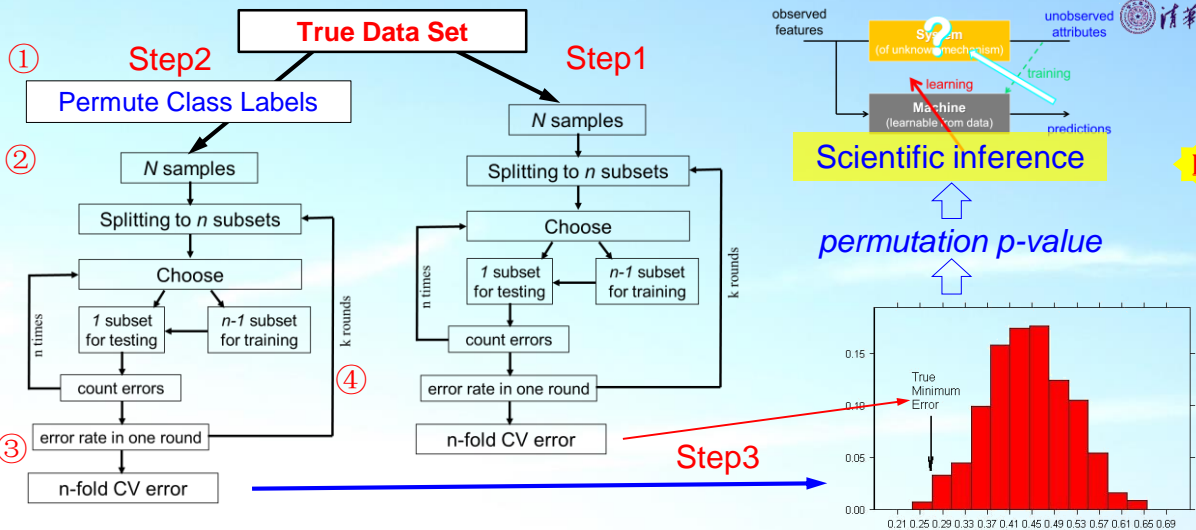 True Data Set
①
Step2
Step1
Permute Class Labels
②
N samples
Splitting to n subsets
Choose
1 subset
for testing
n-1 subset
for training
n times
k rounds
count errors
④
③
error rate in one round
n-fold CV error
N samples
Splitting to n subsets
Choose
1 subset
for testing
n-1 subset
for training
n times
k rounds
count errors
error rate in one round
n-fold CV error
Step3
observed
features
System
(of unknown mechanism)
?
unobserved
attributes
清華
training
learning
Machine
(learnable from data)
predictions
Scientific inference
permutation p-value
0.15
0.10
0.05
0.00
True
Minimum
Error
0.21 0.25 0.29 0.33 0.37 0.41 0.45 0.49 0.53 0.57 0.61 0.65 0.69